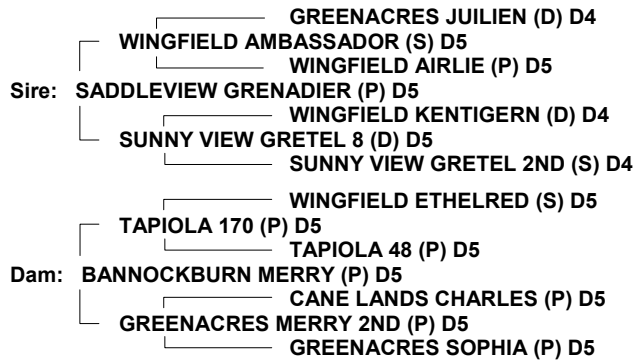 GREENACRES JUILIEN (D) D4
WINGFIELD AMBASSADOR (S) D5
WINGFIELD AIRLIE (P) D5
Sire: SADDLEVIEW GRENADIER (P) D5
WINGFIELD KENTIGERN (D) D4
SUNNY VIEW GRETEL 8 (D) D5
SUNNY VIEW GRETEL 2ND (S) D4
WINGFIELD ETHELRED (S) D5
TAPIOLA 170 (P) D5
TAPIOLA 48 (P) D5
Dam: BANNOCKBURN MERRY (P) D5
CANE LANDS CHARLES (P) D5
GREENACRES MERRY 2ND (P) D5
GREENACRES SOPHIA (P) D5